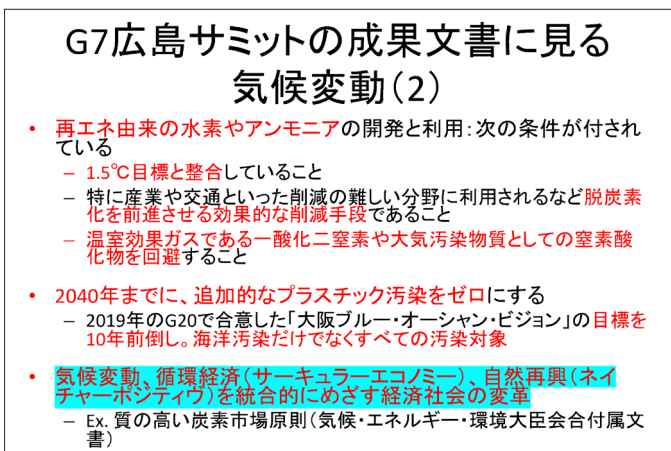 G7広島サミットの成果文書に見る
気候変動(2)
• 再エネ由来の水素やアンモニアの開発と利用：次の条件が付され
ている
– 1.5℃目標と整合していること
– 特に産業や交通といった削減の難しい分野に利用されるなど脱炭素
化を前進させる効果的な削減手段であること
– 温室効果ガスである一酸化二窒素や大気汚染物質としての窒素酸
化物を回避すること
• 2040年までに、追加的なプラスチック汚染をゼロにする
– 2019年のG20で合意した「大阪ブルー・オーシャン・ビジョン」の目標を
10年前倒し。海洋汚染だけでなくすべての汚染対象
• 気候変動、循環経済(サーキュラーエコノミー)、自然再興(ネイ
チャーポジティヴ)を統合的にめざす経済社会の変革
– Ex. 質の高い炭素市場原則(気候・エネルギー・環境大臣会合付属文
書)